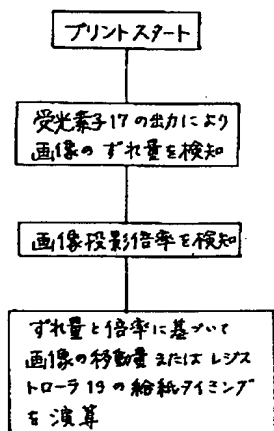 プリントスタート
受光素子17の出力により
画像のずれ量を検知
画像投影倍率を検知
ずれ量と倍率に基づいて
画像の移動量またはレジス
トローラ19の給紙タイミング
を演算